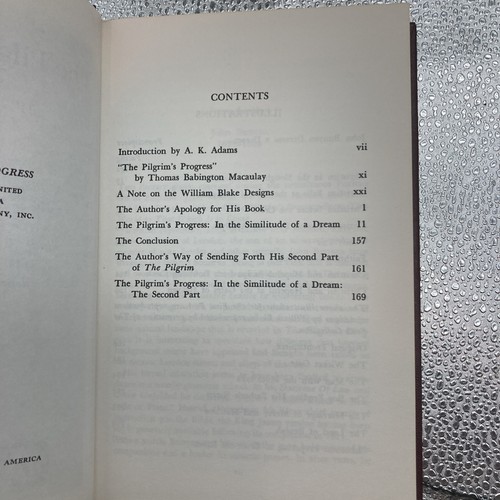 OGRESS
NITED
A
NY, INC.
AMERICA
CONTENTS
Introduction by A. K. Adams vii
"The Pilgrim's Progress"
by Thomas Babington Macaulay xi
A Note on the William Blake Designs xxi
The Author's Apology for His Book 1
The Pilgrim's Progress: In the Similitude of a Dream 11
The Conclusion 157
The Author's Way of Sending Forth His Second Part
of The Pilgrim 161
The Pilgrim's Progress: In the Similitude of a Dream:
The Second Part 169